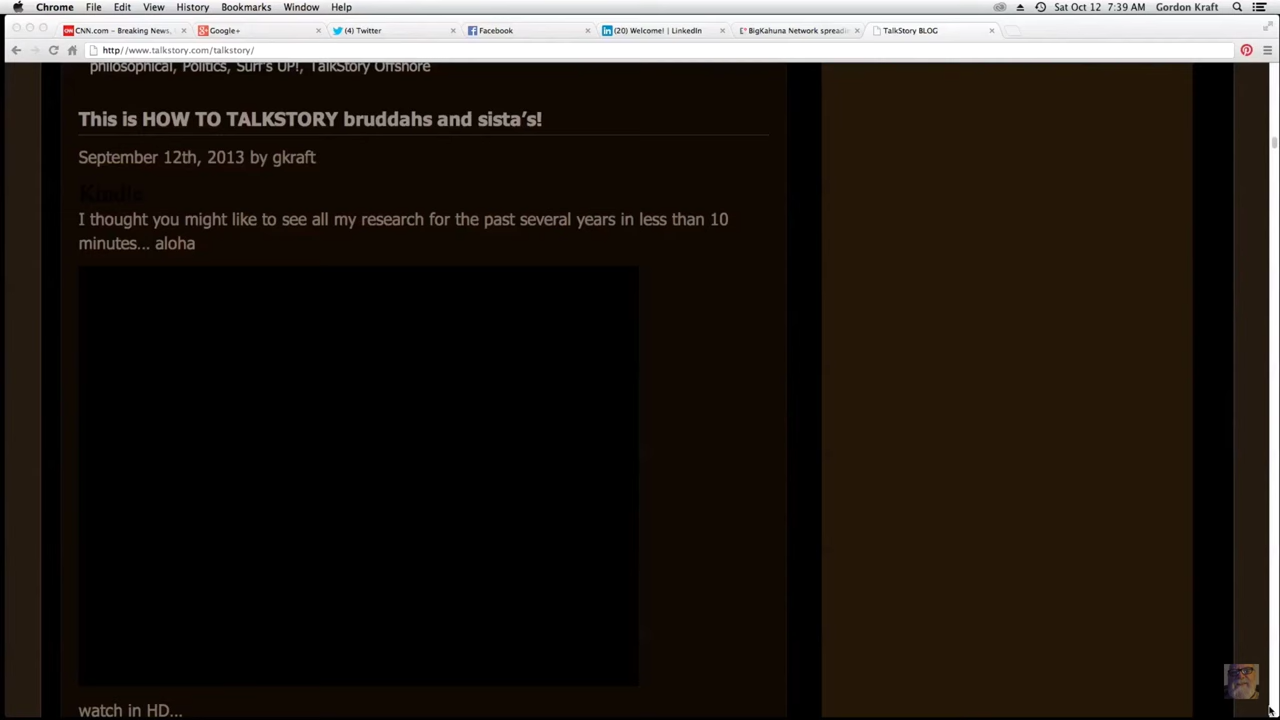 Chrome File Edit View History Bookmarks Window Help Sat Oct 12 7:39 AM Gordon Kraft
CNN.com – Breaking News, Google+ (4) Twitter Facebook (20) Welcome! | LinkedIn BigKahuna Network spreadin TalkStory BLOG
http://www.talkstory.com/talkstory/
philosophical, Politics, Surf's UP!, TalkStory Offshore
This is HOW TO TALKSTORY bruddahs and sista's!
September 12th, 2013 by gkraft
Kindle
I thought you might like to see all my research for the past several years in less than 10
minutes... aloha
watch in HD...